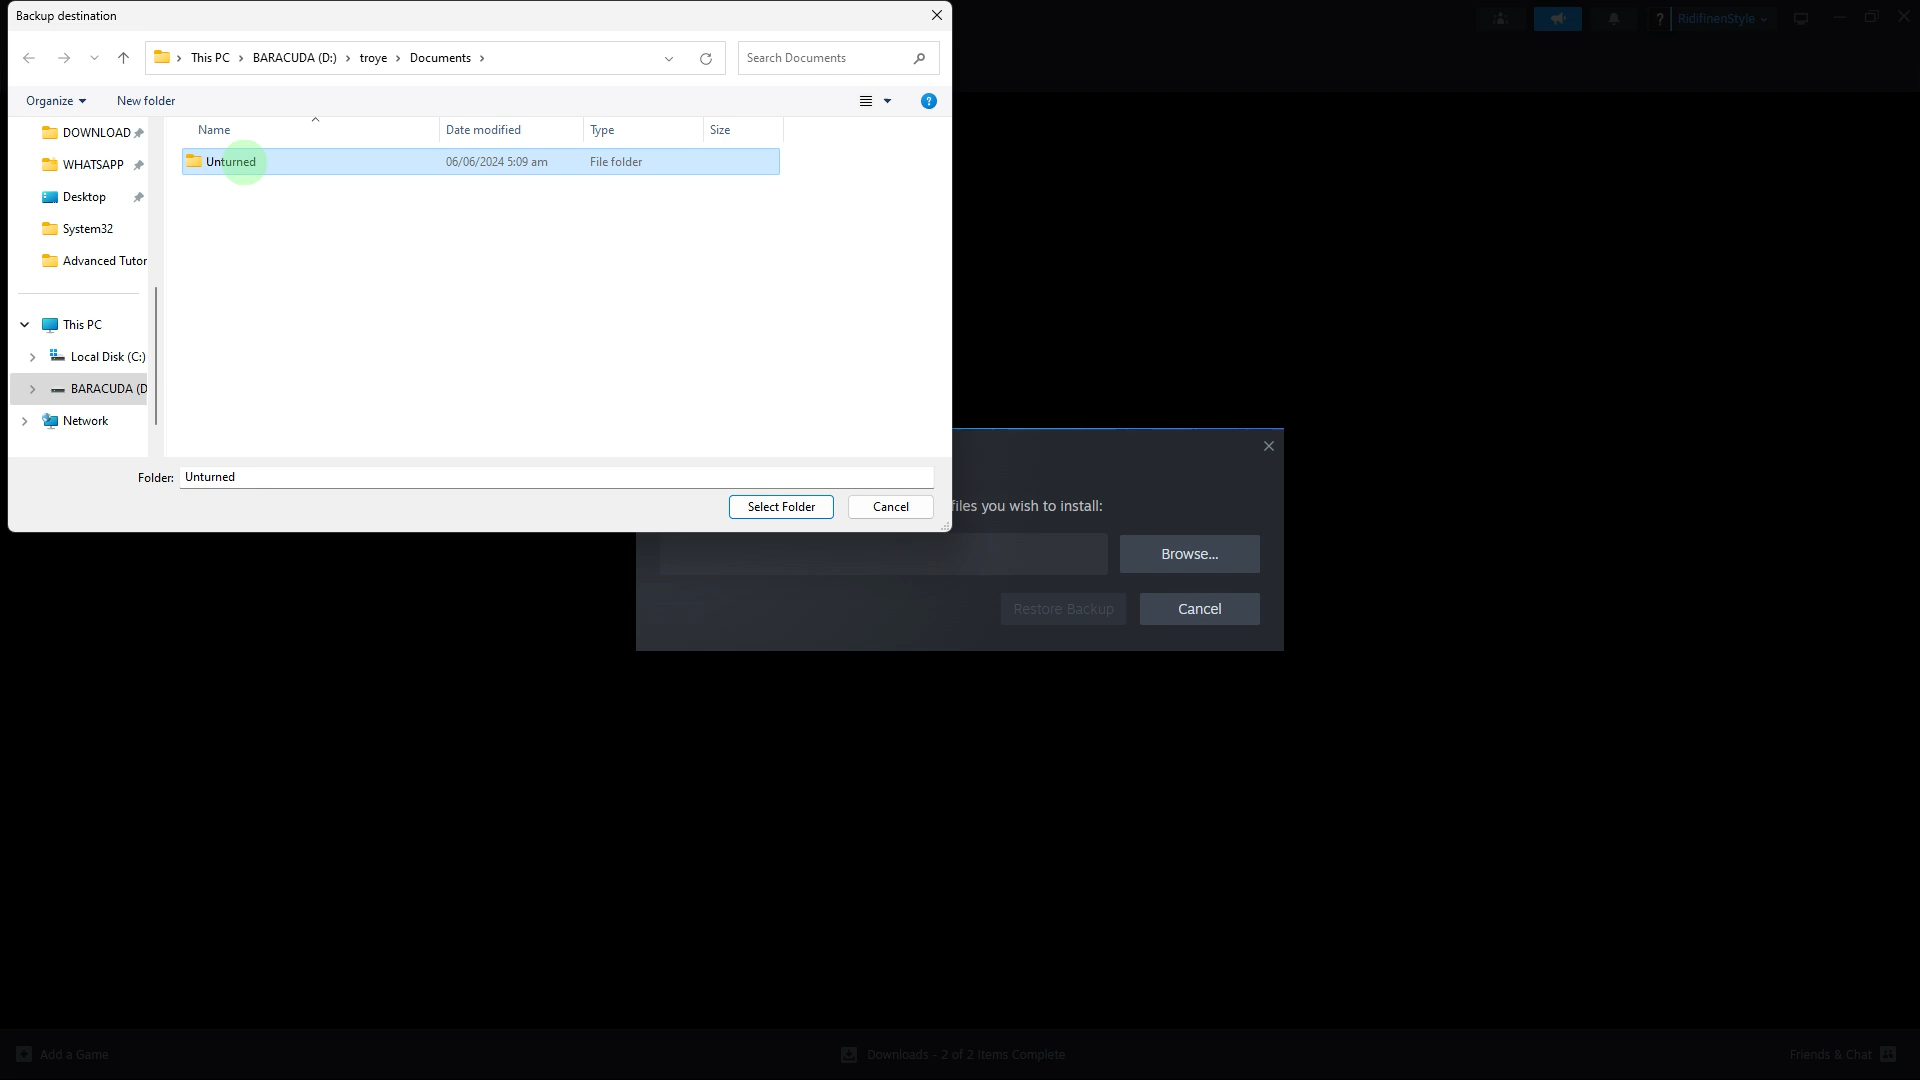 Backup destination
? RidifinenStyle
This PC > BARACUDA (D:) > troye > Documents >
Search Documents
Organize
New folder
?
DOWNLOAD
WHATSAPP
Desktop
System32
Advanced Tutor
This PC
Local Disk (C:)
BARACUDA (D
Network
Name
Date modified
Type
Size
Unturned
06/06/2024 5:09 am
File folder
Folder: Unturned
Select Folder
Cancel
files you wish to install:
Browse...
Restore Backup
Cancel
Add a Game
Downloads - 2 of 2 Items Complete
Friends & Chat